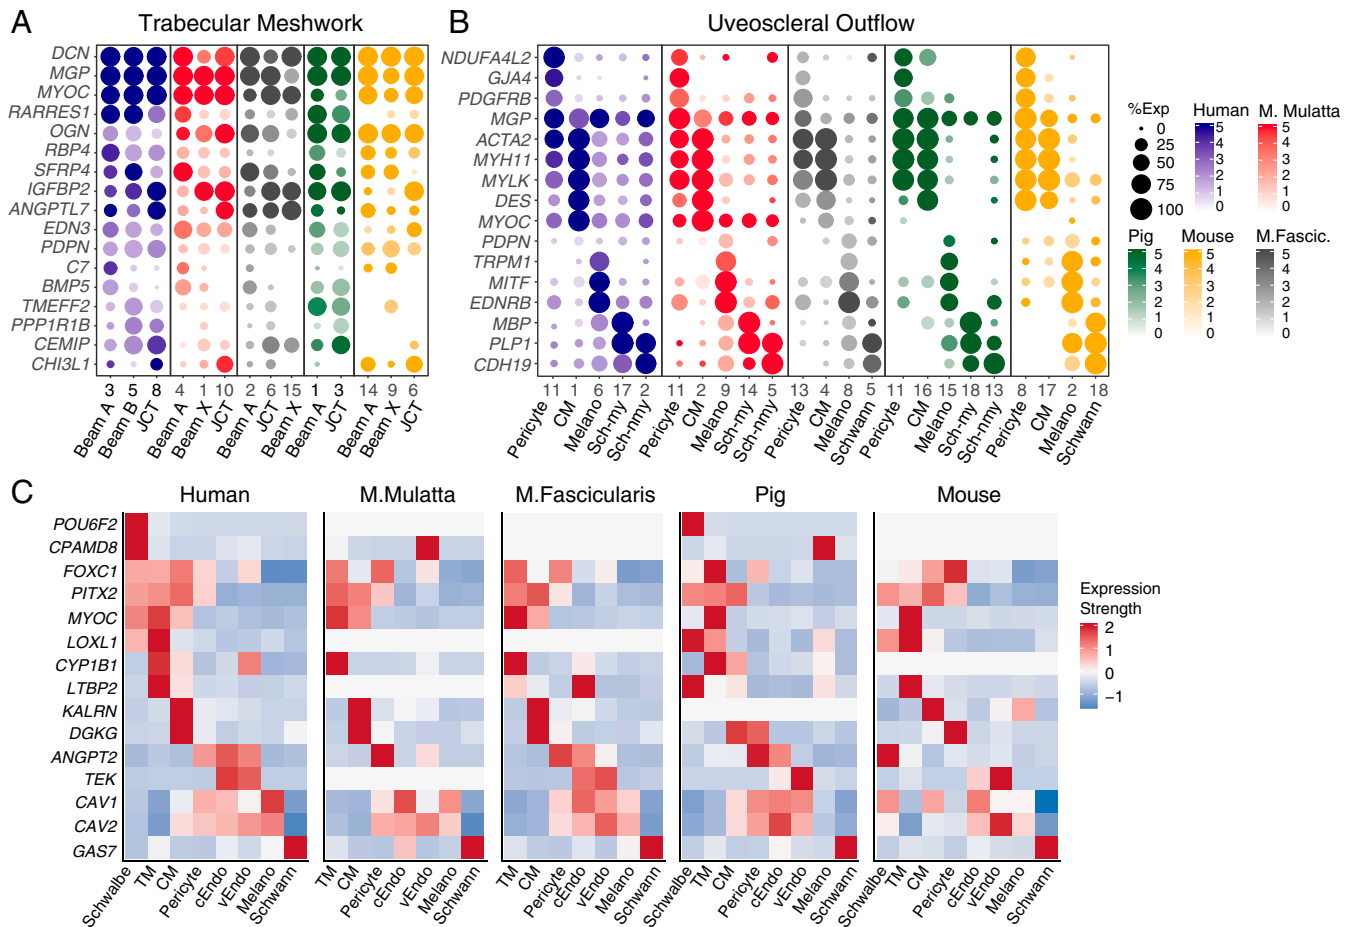 A
Trabecular Meshwork
DCN
MGP
MYOC
RARRES1
OGN
RBP4
SFRP4
IGFBP2
ANGPTL7
EDN3
PDPN
C7
BMP5
TMEFF2
PPP1R1B
CEMIP
CHI3L1
3 5 8 4 1 10 2 6 15 1 3 14 9 6
Beam A Beam B JCT Beam A Beam X JCT Beam A JCT Beam X Beam A JCT Beam A Beam X JCT
B
Uveoscleral Outflow
NDUFA4L2
GJA4
PDGFRB
MGP
ACTA2
MYH11
MYLK
DES
MYOC
PDPN
TRPM1
MITF
EDNRB
MBP
PLP1
CDH19
11 1 6 17 2 11 2 9 14 5 13 4 8 5 11 16 15 18 13 8 17 2 18
Pericyte CM Melano Sch-my Sch-nmy Pericyte CM Melano Sch-my Sch-nmy Pericyte CM Melano Schwann Pericyte CM Melano Sch-my Sch-nmy Pericyte CM Melano Schwann
%Exp
0
25
50
75
100
Human
5
4
3
2
1
0
M. Mulatta
5
4
3
2
1
0
Pig
5
4
3
2
1
0
Mouse
5
4
3
2
1
0
M.Fascic.
5
4
3
2
1
0
C
Human M.Mulatta M.Fascicularis Pig Mouse
POU6F2
CPAMD8
FOXC1
PITX2
MYOC
LOXL1
CYP1B1
LTBP2
KALRN
DGKG
ANGPT2
TEK
CAV1
CAV2
GAS7
Schwalbe TM CM Pericyte cEndo vEndo Melano Schwann
TM CM Pericyte cEndo vEndo Melano Schwann
TM CM Pericyte cEndo vEndo Melano Schwann
Schwalbe TM CM Pericyte cEndo vEndo Melano Schwann
Schwalbe TM CM Pericyte cEndo vEndo Melano Schwann
Expression
Strength
2
1
0
−1